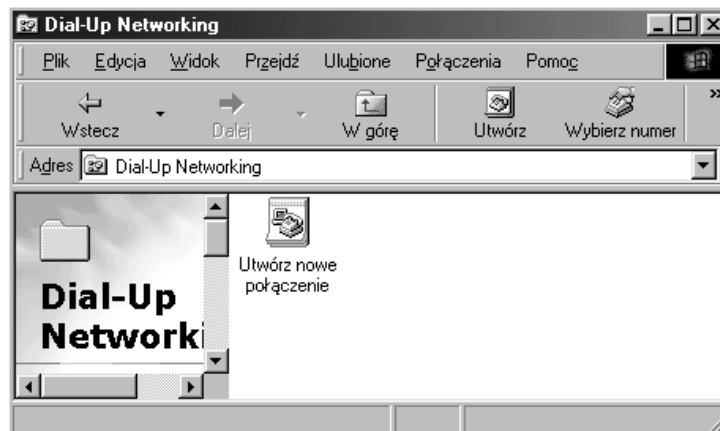 Dial-Up Networking
Plik Edycja Widok Przejdź Ulubione Połączenia Pomoc
Wstecz Dalej W górę Utwórz Wybierz numer »
Adres Dial-Up Networking
Utwórz nowe
połączenie
Dial-Up
Networki